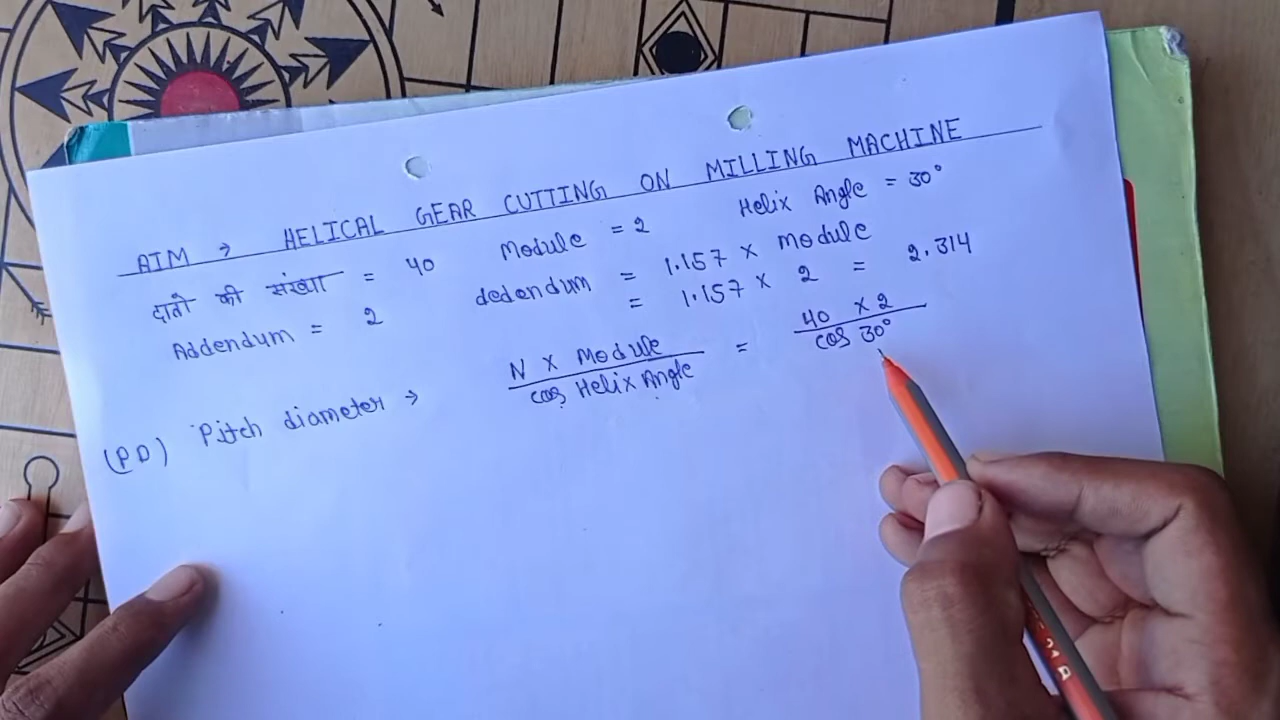 AIM → HELICAL GEAR CUTTING ON MILLING MACHINE
दातो की संख्या = 40 Module = 2 Helix Angle = 30°
Addendum = 2 dedendum = 1.157 × Module
= 1.157 × 2 = 2.314
(PD) Pitch diameter → N × Module / cos Helix Angle = 40 × 2 / cos 30°